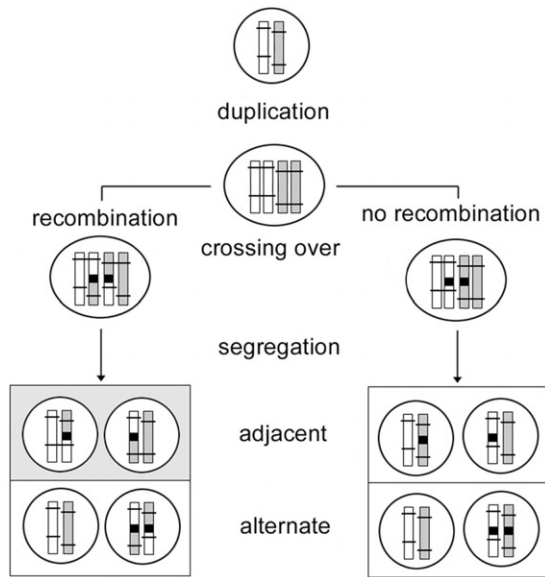 duplication
recombination
no recombination
crossing over
segregation
adjacent
alternate